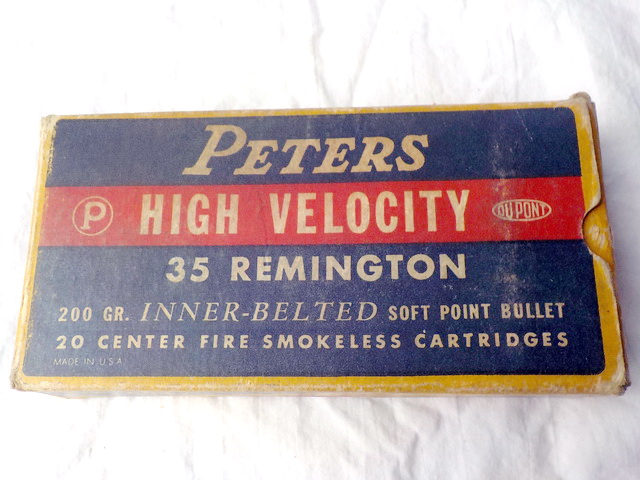 PETERS
P HIGH VELOCITY DU PONT
35 REMINGTON
200 GR. INNER-BELTED SOFT POINT BULLET
20 CENTER FIRE SMOKELESS CARTRIDGES
MADE IN U.S.A.